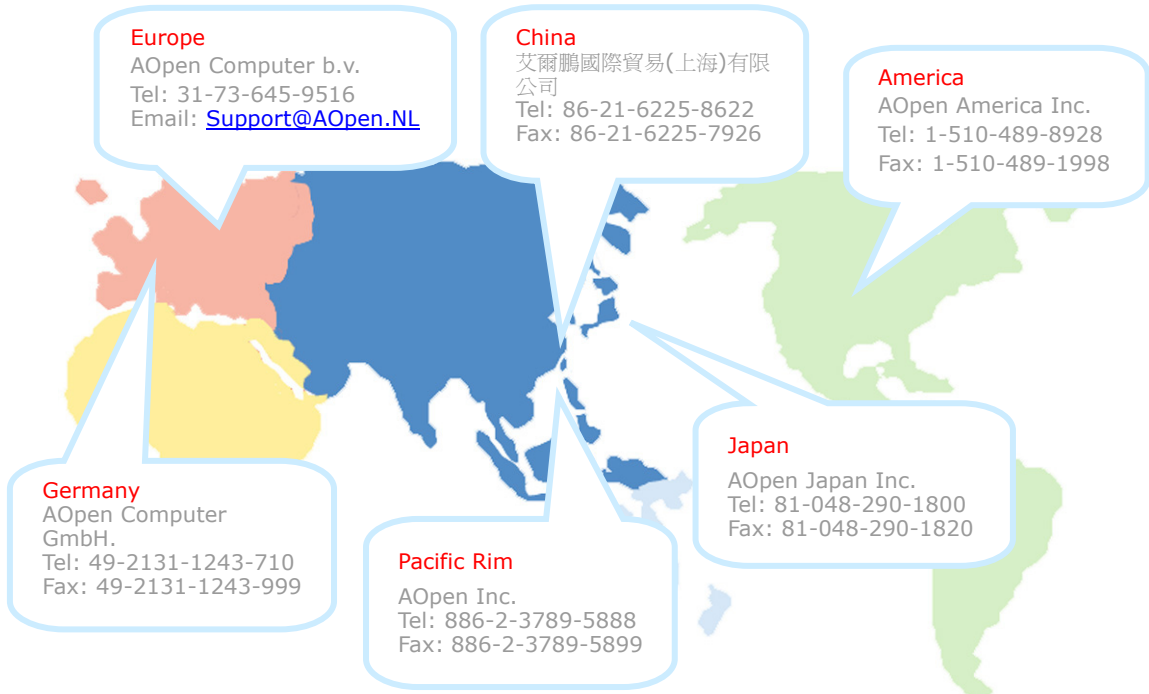 Europe
AOpen Computer b.v.
Tel: 31-73-645-9516
Email: Support@AOpen.NL
China
艾爾鵬國際貿易(上海)有限
公司
Tel: 86-21-6225-8622
Fax: 86-21-6225-7926
America
AOpen America Inc.
Tel: 1-510-489-8928
Fax: 1-510-489-1998
Germany
AOpen Computer
GmbH.
Tel: 49-2131-1243-710
Fax: 49-2131-1243-999
Pacific Rim
AOpen Inc.
Tel: 886-2-3789-5888
Fax: 886-2-3789-5899
Japan
AOpen Japan Inc.
Tel: 81-048-290-1800
Fax: 81-048-290-1820